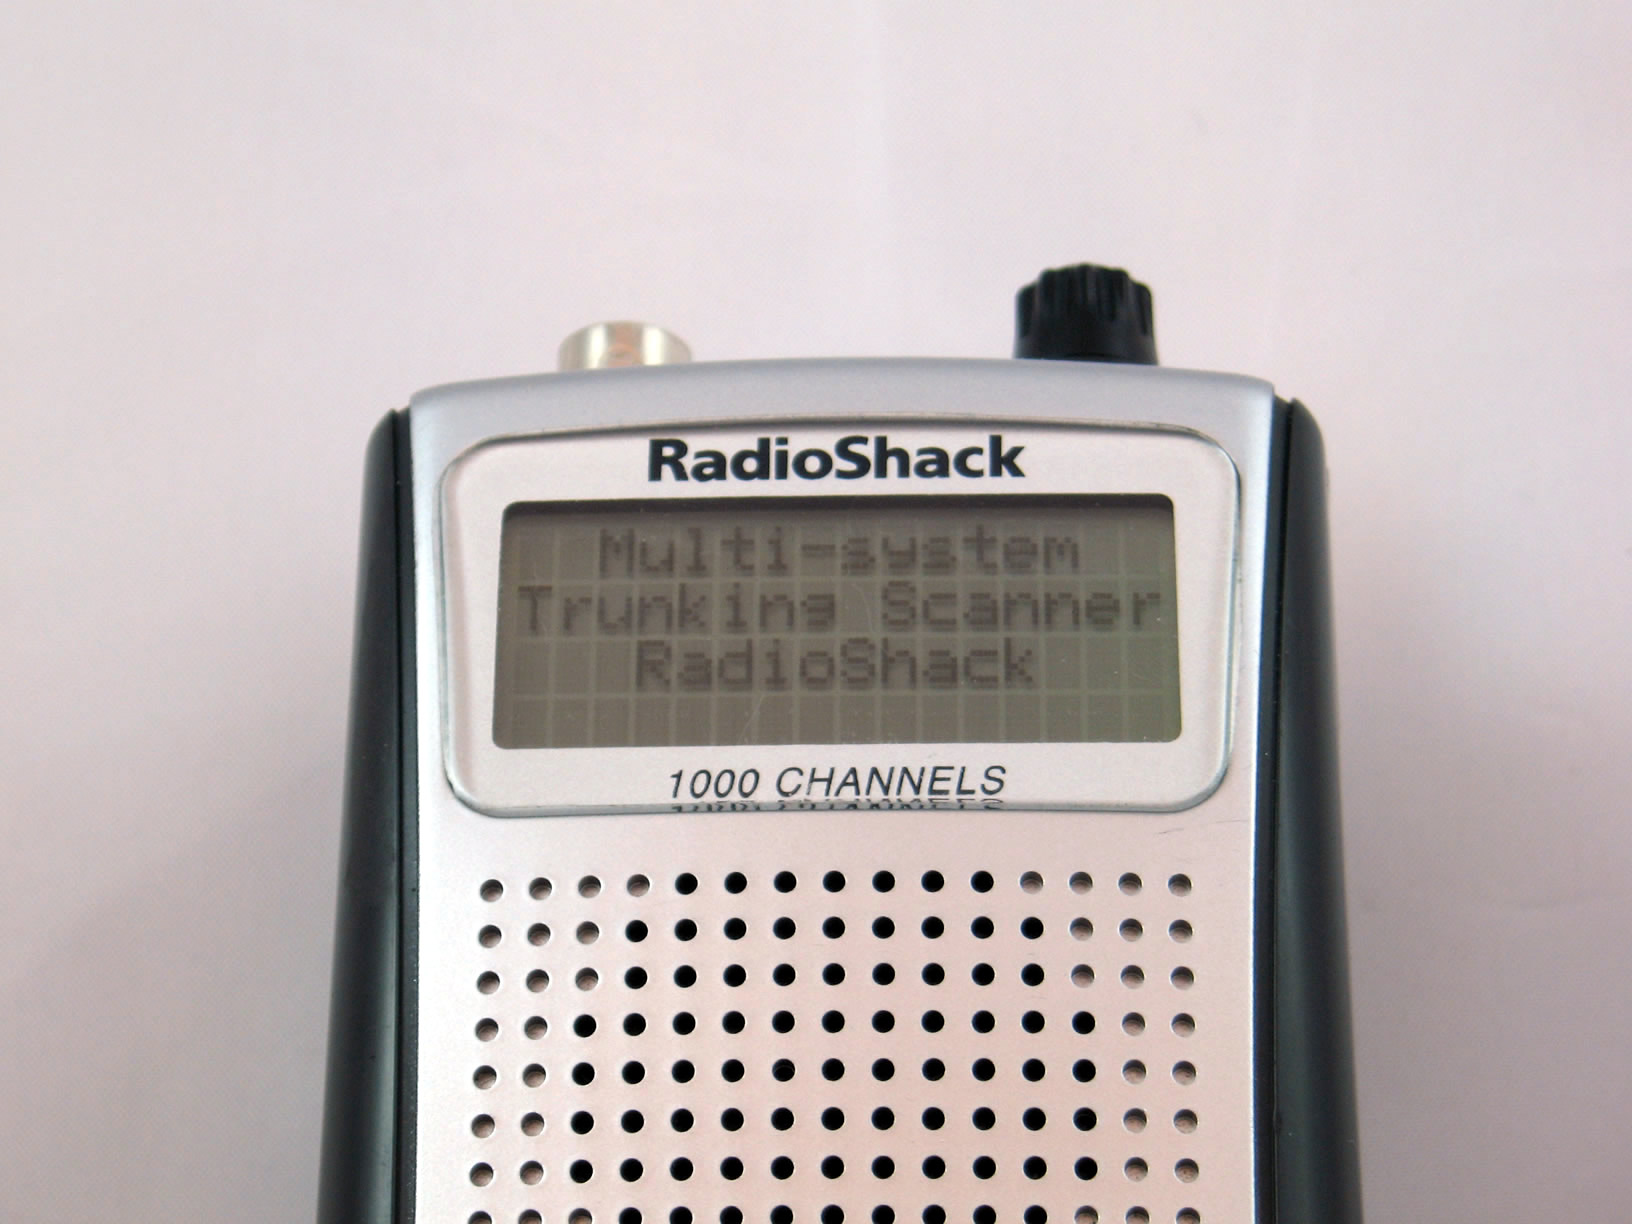 RadioShack
Multi-system
Trunking Scanner
RadioShack
1000 CHANNELS